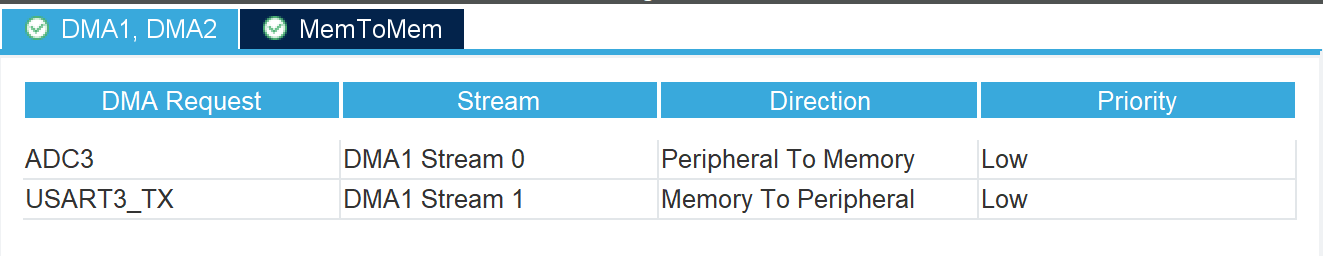 DMA1, DMA2 MemToMem
DMA Request Stream Direction Priority
ADC3 DMA1 Stream 0 Peripheral To Memory Low
USART3_TX DMA1 Stream 1 Memory To Peripheral Low